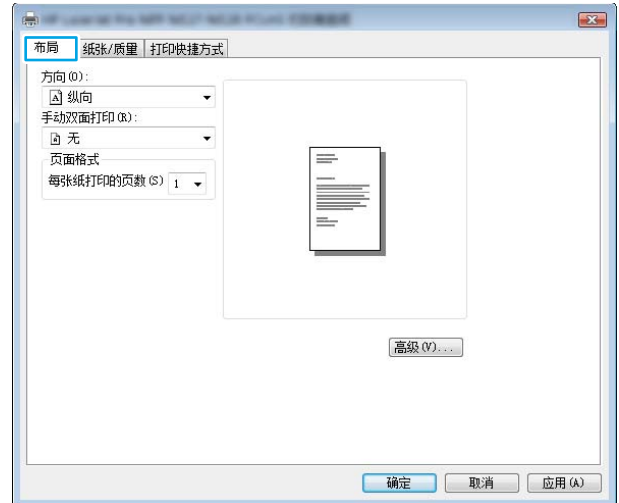 布局 纸张/质量 打印快捷方式
方向(O):
纵向
手动双面打印(R):
无
页面格式
每张纸打印的页数(S) 1
高级(V)...
确定 取消 应用(A)